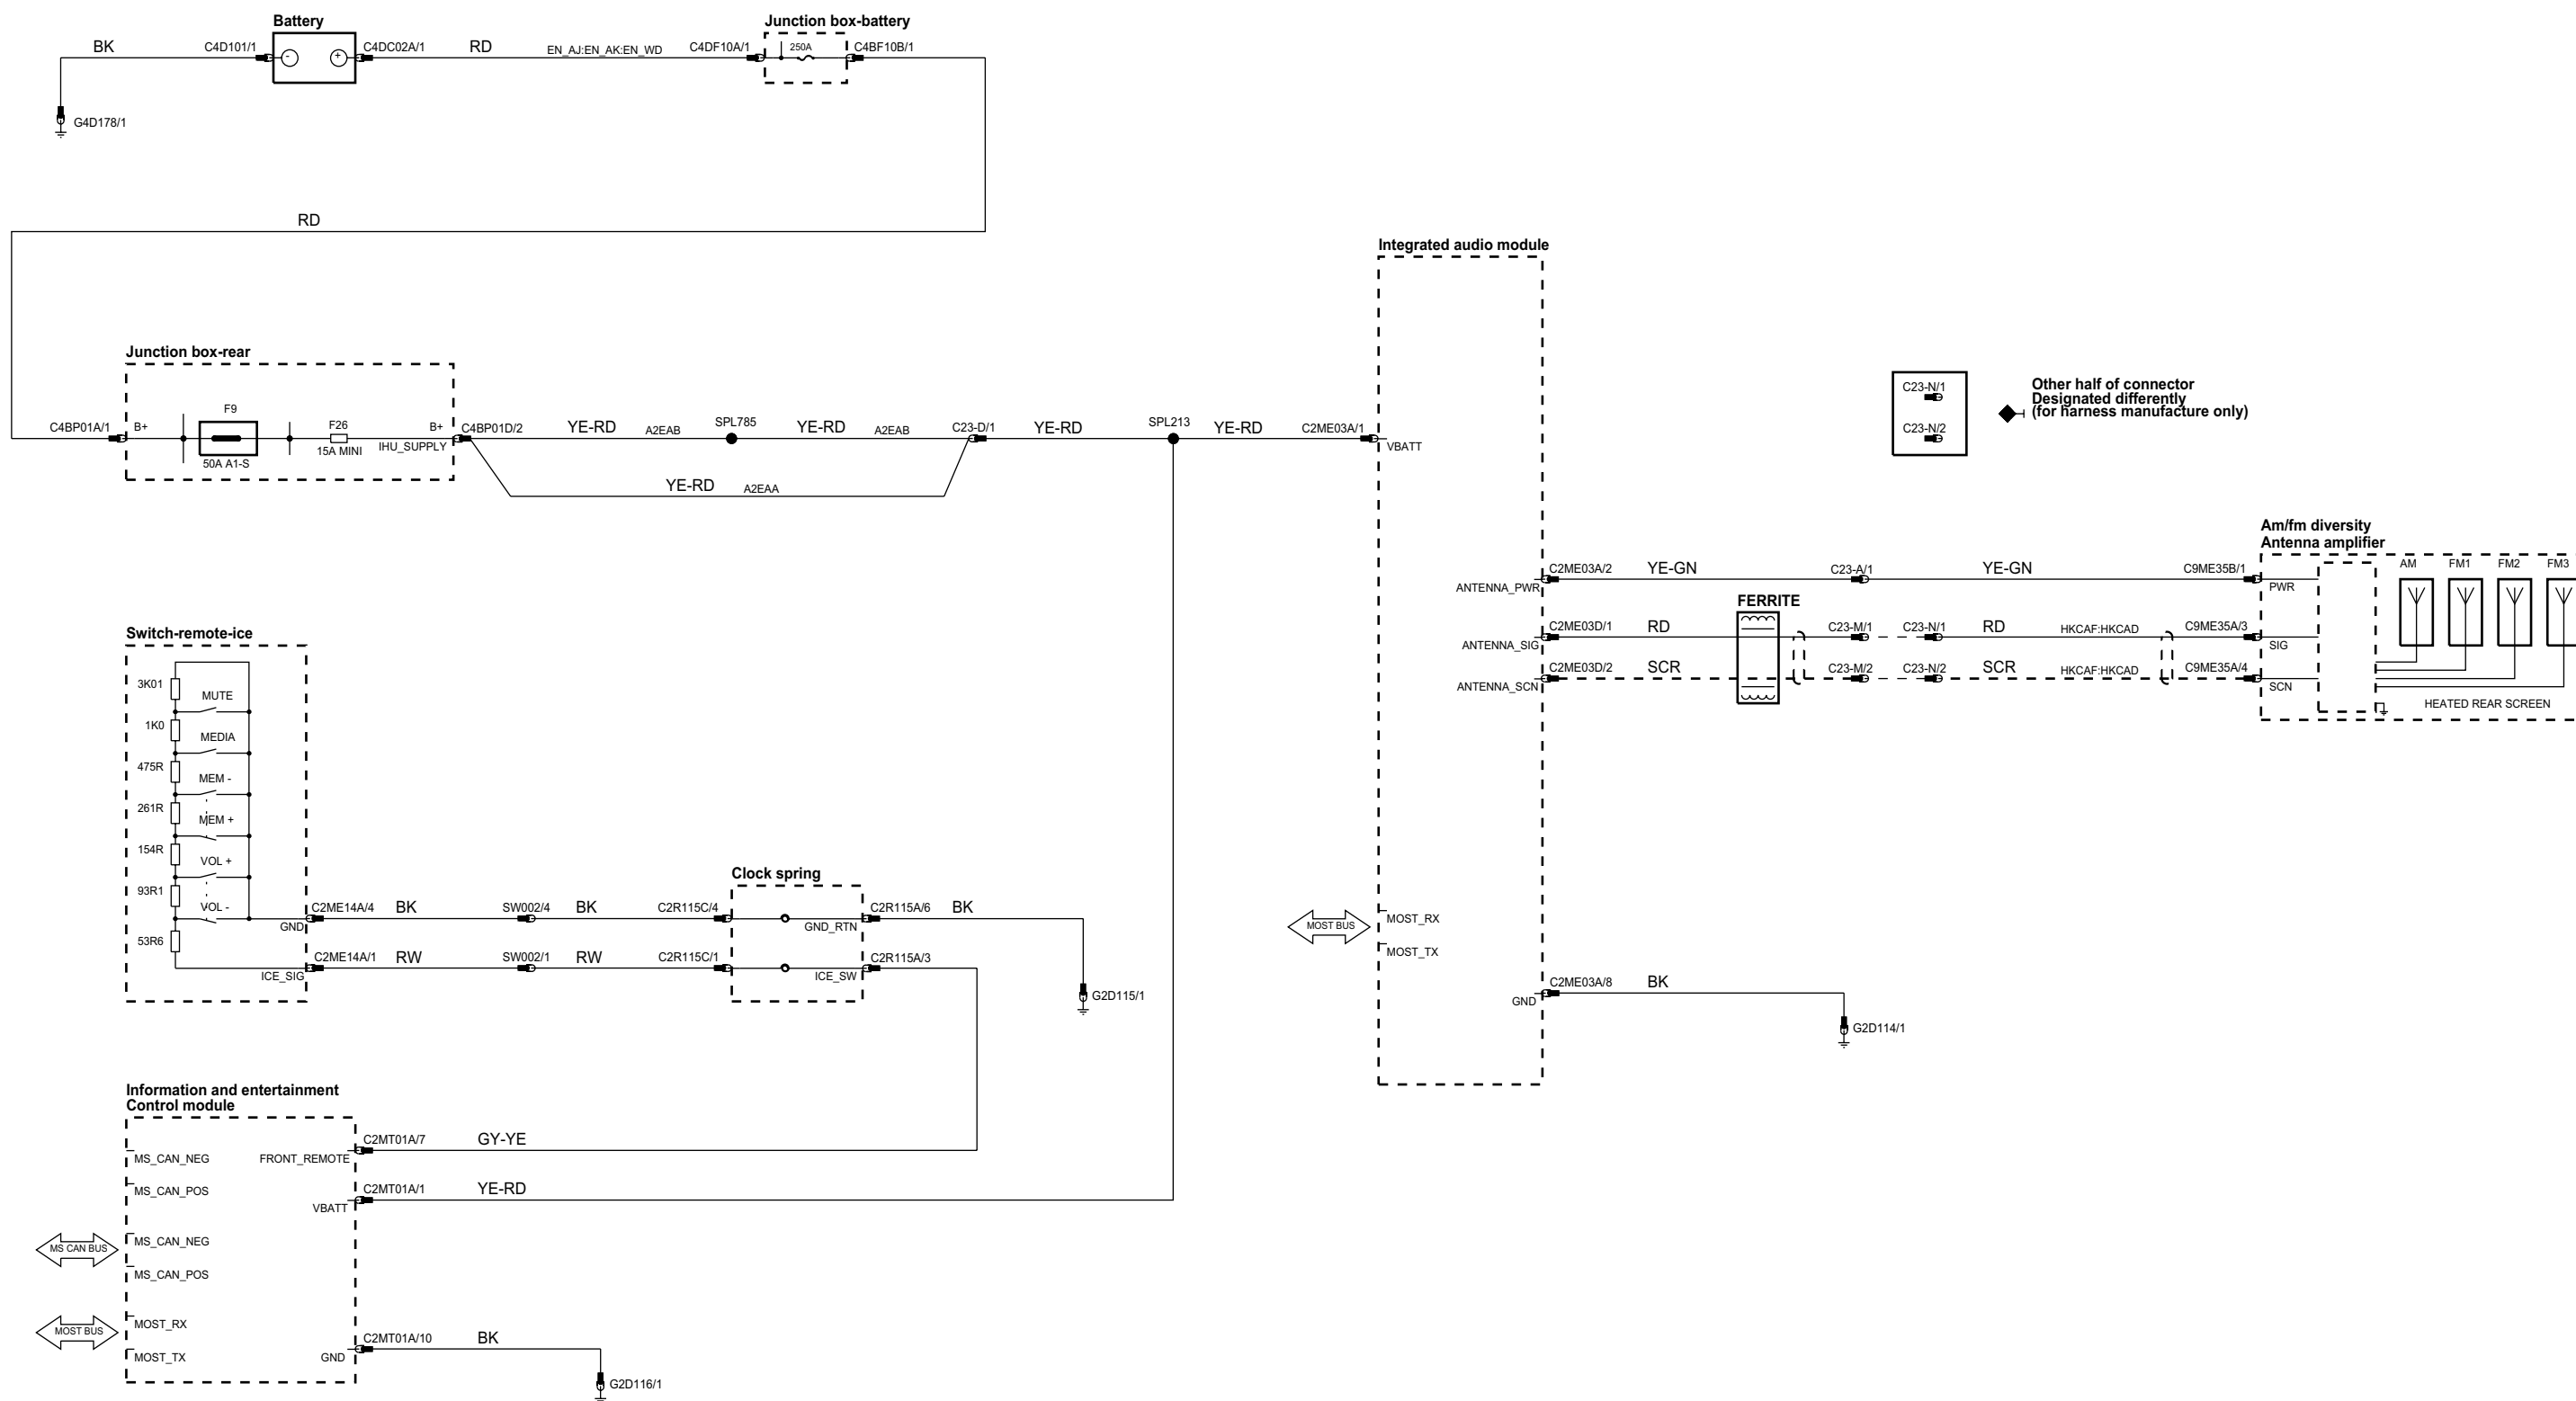 Battery
Junction box-battery
BK
C4D101/1
-
+
C4DC02A/1
RD
EN_AJ:EN_AK:EN_WD
C4DF10A/1
250A
C4BF10B/1
G4D178/1
RD
Integrated audio module
Junction box-rear
C4BP01A/1
B+
F9
50A A1-S
F26
15A MINI
B+
IHU_SUPPLY
C4BP01D/2
YE-RD
A2EAB
SPL785
YE-RD
A2EAB
C23-D/1
YE-RD
SPL213
YE-RD
C2ME03A/1
VBATT
YE-RD
A2EAA
C23-N/1
C23-N/2
Other half of connector
Designated differently
(for harness manufacture only)
Am/fm diversity
Antenna amplifier
ANTENNA_PWR
C2ME03A/2
YE-GN
C23-A/1
YE-GN
C9ME35B/1
PWR
AM
FM1
FM2
FM3
FERRITE
ANTENNA_SIG
C2ME03D/1
RD
C23-M/1
C23-N/1
RD
HKCAF:HKCAD
C9ME35A/3
SIG
ANTENNA_SCN
C2ME03D/2
SCR
C23-M/2
C23-N/2
SCR
HKCAF:HKCAD
C9ME35A/4
SCN
HEATED REAR SCREEN
Switch-remote-ice
3K01
MUTE
1K0
MEDIA
475R
MEM -
261R
MEM +
154R
VOL +
93R1
VOL -
53R6
GND
C2ME14A/4
BK
SW002/4
BK
C2R115C/4
Clock spring
GND_RTN
C2R115A/6
BK
ICE_SIG
C2ME14A/1
RW
SW002/1
RW
C2R115C/1
ICE_SW
C2R115A/3
G2D115/1
MOST BUS
MOST_RX
MOST_TX
GND
C2ME03A/8
BK
G2D114/1
Information and entertainment
Control module
MS_CAN_NEG
FRONT_REMOTE
C2MT01A/7
GY-YE
MS_CAN_POS
VBATT
C2MT01A/1
YE-RD
MS CAN BUS
MS_CAN_NEG
MS_CAN_POS
MOST BUS
MOST_RX
MOST_TX
GND
C2MT01A/10
BK
G2D116/1